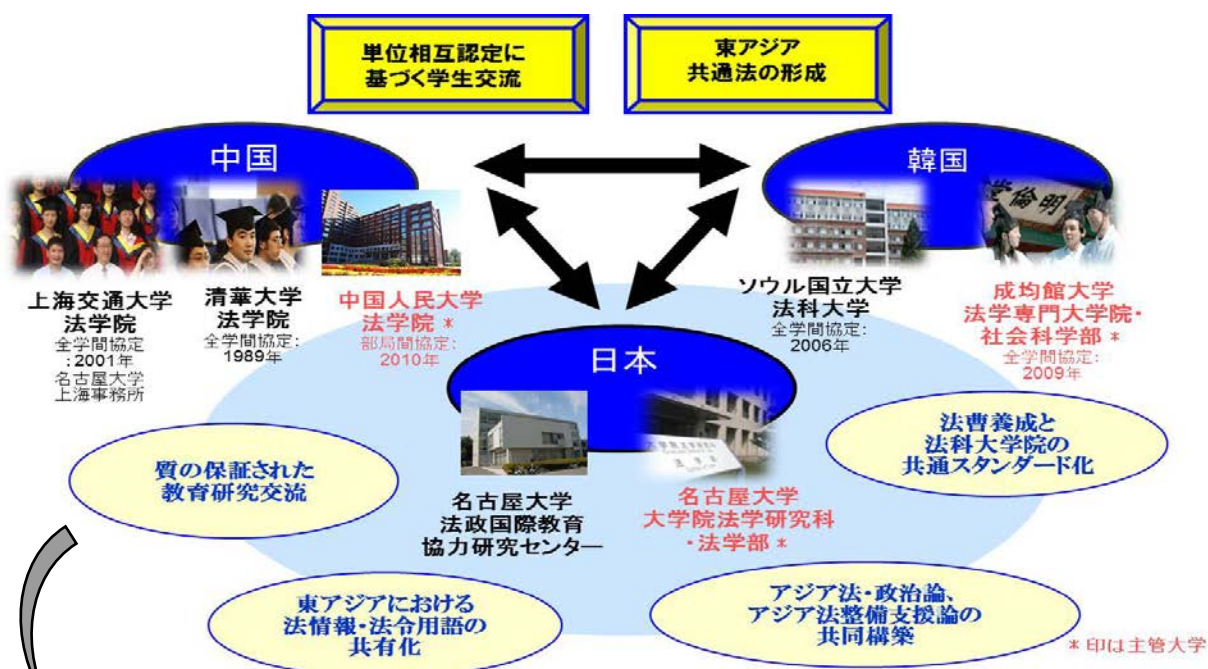 単位相互認定に
基づく学生交流
東アジア
共通法の形成
中国
韓国
明倫堂
上海交通大学
法学院
全学間協定
:2001年
名古屋大学
上海事務所
清華大学
法学院
全学間協定:
1989年
中国人民大学
法学院 *
部局間協定:
2010年
ソウル国立大学
法科大学
全学間協定:
2006年
成均館大学
法学専門大学院・
社会科学部 *
全学間協定:
2009年
日本
名古屋大学
法政国際教育
協力研究センター
名古屋大学
大学院法学研究科
・法学部 *
質の保証された
教育研究交流
法曹養成と
法科大学院の
共通スタンダード化
東アジアにおける
法情報・法令用語の
共有化
アジア法・政治論、
アジア法整備支援論の
共同構築
* 印は主管大学